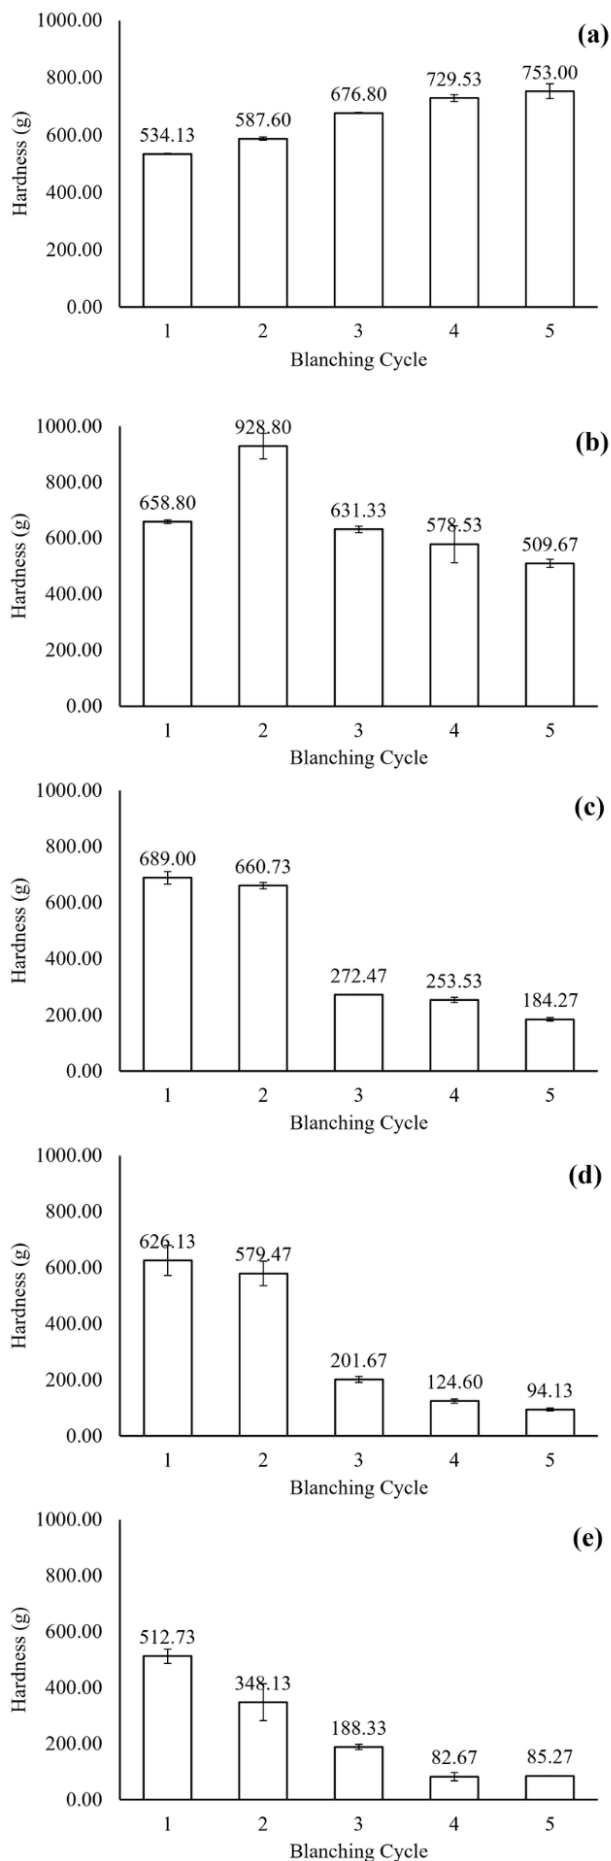 (a)
1000.00
800.00
600.00
400.00
200.00
0.00
Hardness (g)
534.13
587.60
676.80
729.53
753.00
1 2 3 4 5
Blanching Cycle
(b)
1000.00
800.00
600.00
400.00
200.00
0.00
Hardness (g)
658.80
928.80
631.33
578.53
509.67
1 2 3 4 5
Blanching Cycle
(c)
1000.00
800.00
600.00
400.00
200.00
0.00
Hardness (g)
689.00
660.73
272.47
253.53
184.27
1 2 3 4 5
Blanching Cycle
(d)
1000.00
800.00
600.00
400.00
200.00
0.00
Hardness (g)
626.13
579.47
201.67
124.60
94.13
1 2 3 4 5
Blanching Cycle
(e)
1000.00
800.00
600.00
400.00
200.00
0.00
Hardness (g)
512.73
348.13
188.33
82.67
85.27
1 2 3 4 5
Blanching Cycle